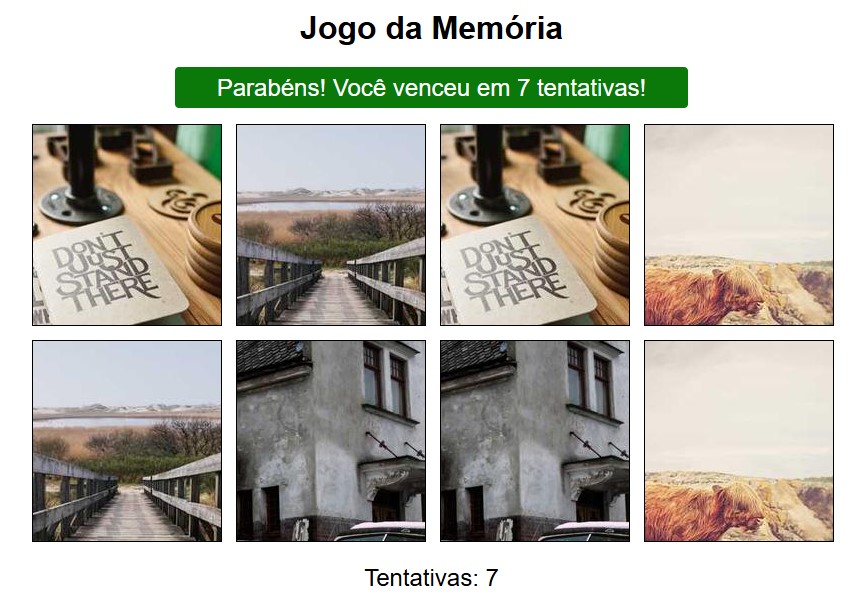 Jogo da Memória
Parabéns! Você venceu em 7 tentativas!
DON'T
JUST
STAND
THERE
DON'T
JUST
STAND
THERE
Tentativas: 7